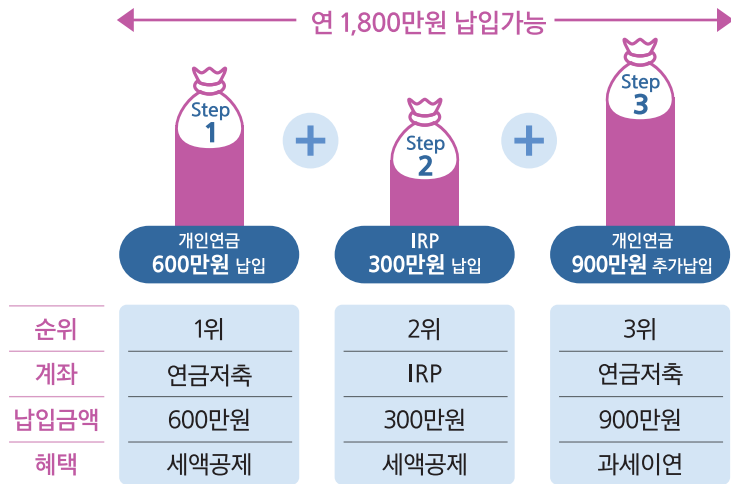 연 1,800만원 납입가능
Step
1
Step
2
Step
3
개인연금
600만원 납입
IRP
300만원 납입
개인연금
900만원 추가납입
순위 1위 2위 3위
계좌 연금저축 IRP 연금저축
납입금액 600만원 300만원 900만원
혜택 세액공제 세액공제 과세이연